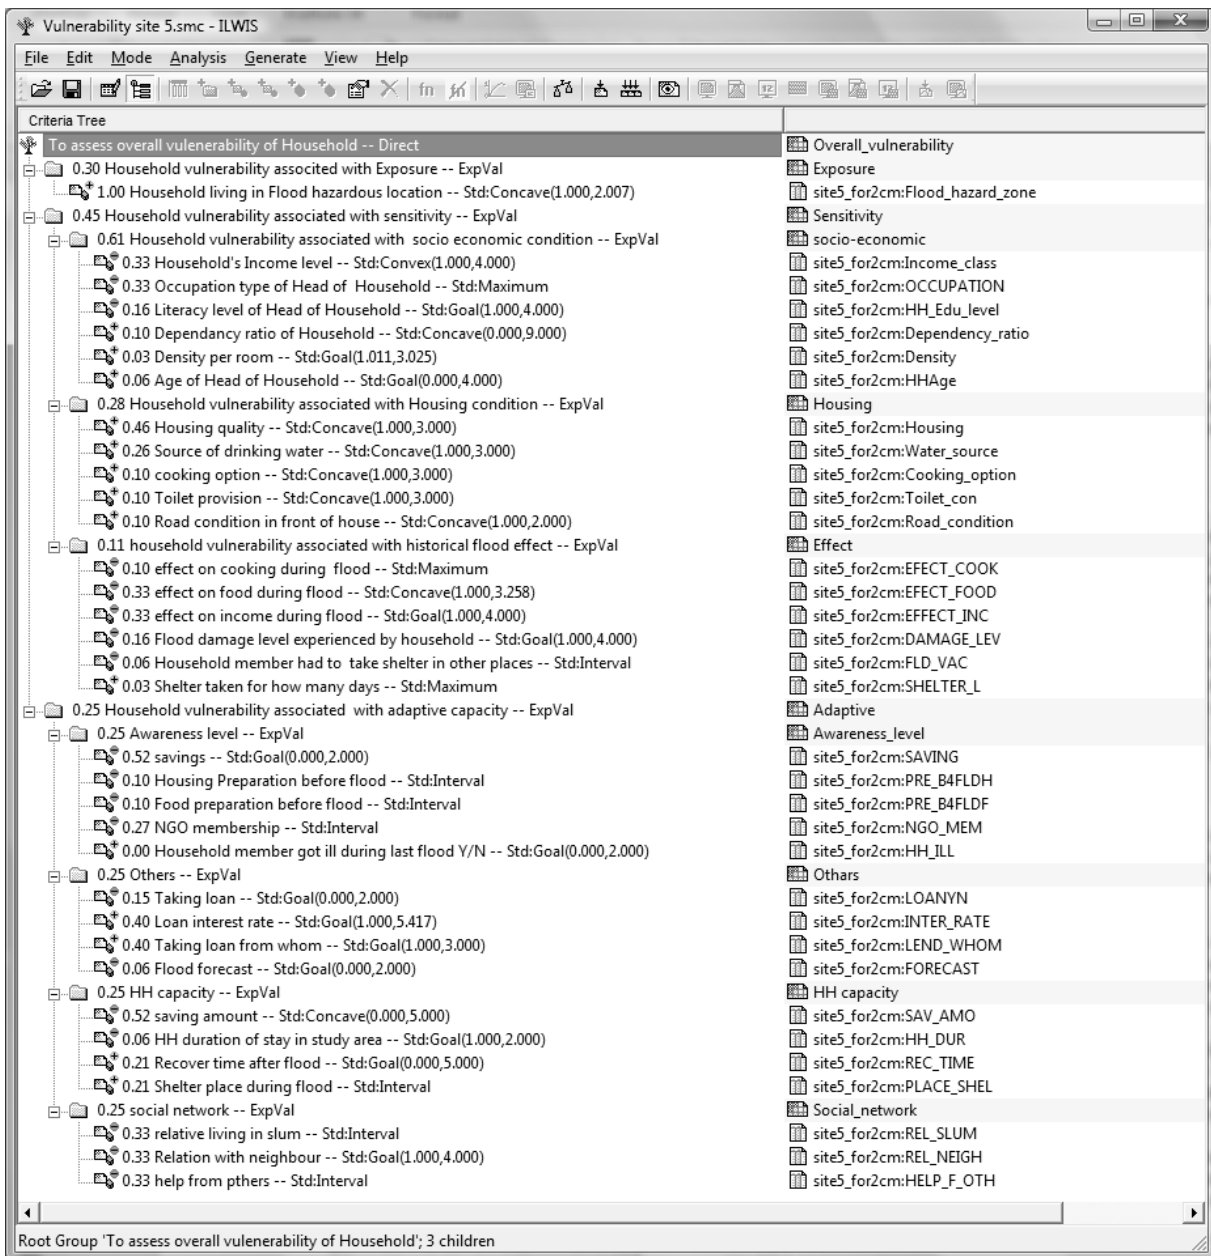 Vulnerability site 5.smc - ILWIS
File Edit Mode Analysis Generate View Help
Criteria Tree
To assess overall vulenerability of Household -- Direct Overall_vulnerability
0.30 Household vulnerability associted with Exposure -- ExpVal Exposure
1.00 Household living in Flood hazardous location -- Std:Concave(1.000,2.007) site5_for2cm:Flood_hazard_zone
0.45 Household vulnerability associated with sensitivity -- ExpVal Sensitivity
0.61 Household vulnerability associated with socio economic condition -- ExpVal socio-economic
0.33 Household's Income level -- Std:Convex(1.000,4.000) site5_for2cm:Income_class
0.33 Occupation type of Head of Household -- Std:Maximum site5_for2cm:OCCUPATION
0.16 Literacy level of Head of Household -- Std:Goal(1.000,4.000) site5_for2cm:HH_Edu_level
0.10 Dependancy ratio of Household -- Std:Concave(0.000,9.000) site5_for2cm:Dependency_ratio
0.03 Density per room -- Std:Goal(1.011,3.025) site5_for2cm:Density
0.06 Age of Head of Household -- Std:Goal(0.000,4.000) site5_for2cm:HHAge
0.28 Household vulnerability associated with Housing condition -- ExpVal Housing
0.46 Housing quality -- Std:Concave(1.000,3.000) site5_for2cm:Housing
0.26 Source of drinking water -- Std:Concave(1.000,3.000) site5_for2cm:Water_source
0.10 cooking option -- Std:Concave(1.000,3.000) site5_for2cm:Cooking_option
0.10 Toilet provision -- Std:Concave(1.000,3.000) site5_for2cm:Toilet_con
0.10 Road condition in front of house -- Std:Concave(1.000,2.000) site5_for2cm:Road_condition
0.11 household vulnerability associated with historical flood effect -- ExpVal Effect
0.10 effect on cooking during flood -- Std:Maximum site5_for2cm:EFECT_COOK
0.33 effect on food during flood -- Std:Concave(1.000,3.258) site5_for2cm:EFECT_FOOD
0.33 effect on income during flood -- Std:Goal(1.000,4.000) site5_for2cm:EFFECT_INC
0.16 Flood damage level experienced by household -- Std:Goal(1.000,4.000) site5_for2cm:DAMAGE_LEV
0.06 Household member had to take shelter in other places -- Std:Interval site5_for2cm:FLD_VAC
0.03 Shelter taken for how many days -- Std:Maximum site5_for2cm:SHELTER_L
0.25 Household vulnerability associated with adaptive capacity -- ExpVal Adaptive
0.25 Awareness level -- ExpVal Awareness_level
0.52 savings -- Std:Goal(0.000,2.000) site5_for2cm:SAVING
0.10 Housing Preparation before flood -- Std:Interval site5_for2cm:PRE_B4FLDH
0.10 Food preparation before flood -- Std:Interval site5_for2cm:PRE_B4FLDF
0.27 NGO membership -- Std:Interval site5_for2cm:NGO_MEM
0.00 Household member got ill during last flood Y/N -- Std:Goal(0.000,2.000) site5_for2cm:HH_ILL
0.25 Others -- ExpVal Othars
0.15 Taking loan -- Std:Goal(0.000,2.000) site5_for2cm:LOANYN
0.40 Loan interest rate -- Std:Goal(1.000,5.417) site5_for2cm:INTER_RATE
0.40 Taking loan from whom -- Std:Goal(1.000,3.000) site5_for2cm:LEND_WHOM
0.06 Flood forecast -- Std:Goal(0.000,2.000) site5_for2cm:FORECAST
0.25 HH capacity -- ExpVal HH capacity
0.52 saving amount -- Std:Concave(0.000,5.000) site5_for2cm:SAV_AMO
0.06 HH duration of stay in study area -- Std:Goal(1.000,2.000) site5_for2cm:HH_DUR
0.21 Recover time after flood -- Std:Goal(0.000,5.000) site5_for2cm:REC_TIME
0.21 Shelter place during flood -- Std:Interval site5_for2cm:PLACE_SHEL
0.25 social network -- ExpVal Social_network
0.33 relative living in slum -- Std:Interval site5_for2cm:REL_SLUM
0.33 Relation with neighbour -- Std:Goal(1.000,4.000) site5_for2cm:REL_NEIGH
0.33 help from pthers -- Std:Interval site5_for2cm:HELP_F_OTH
Root Group 'To assess overall vulenerability of Household'; 3 children